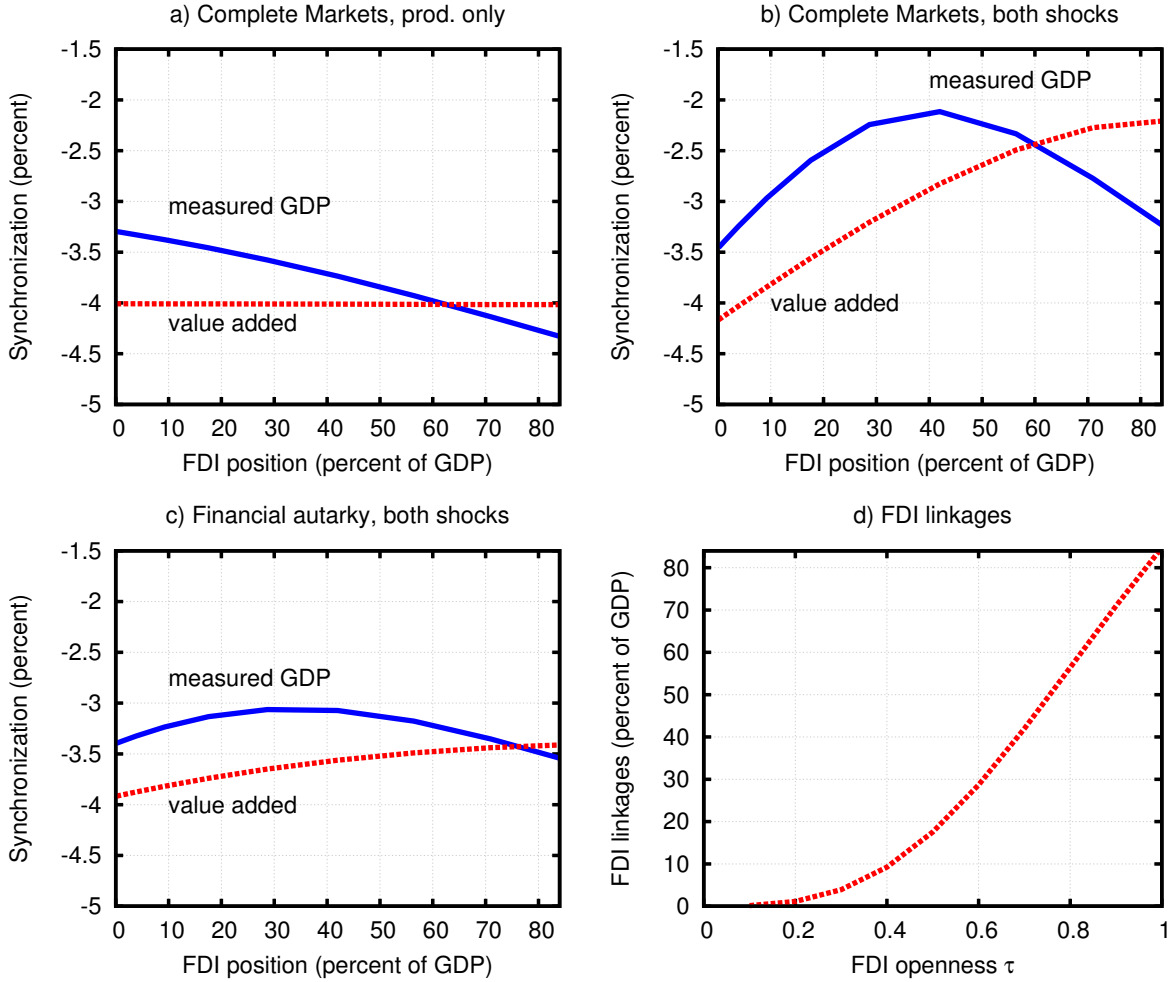 a) Complete Markets, prod. only
Synchronization (percent)
-1.5
-2
-2.5
-3
-3.5
-4
-4.5
-5
measured GDP
value added
0 10 20 30 40 50 60 70 80
FDI position (percent of GDP)
b) Complete Markets, both shocks
Synchronization (percent)
-1.5
-2
-2.5
-3
-3.5
-4
-4.5
-5
measured GDP
value added
0 10 20 30 40 50 60 70 80
FDI position (percent of GDP)
c) Financial autarky, both shocks
Synchronization (percent)
-1.5
-2
-2.5
-3
-3.5
-4
-4.5
-5
measured GDP
value added
0 10 20 30 40 50 60 70 80
FDI position (percent of GDP)
d) FDI linkages
FDI linkages (percent of GDP)
80
70
60
50
40
30
20
10
0
0 0.2 0.4 0.6 0.8 1
FDI openness τ